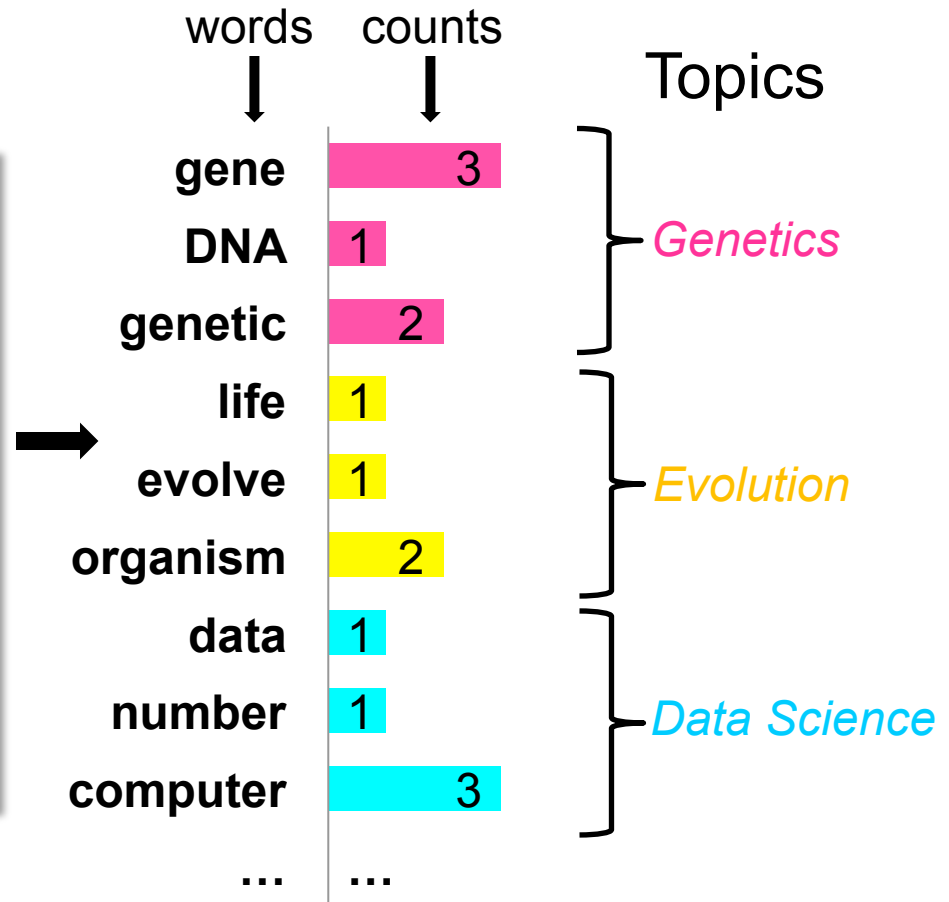 words counts
Topics
gene 3
DNA 1
Genetics
genetic 2
life 1
evolve 1
Evolution
organism 2
data 1
number 1
Data Science
computer 3
... ...